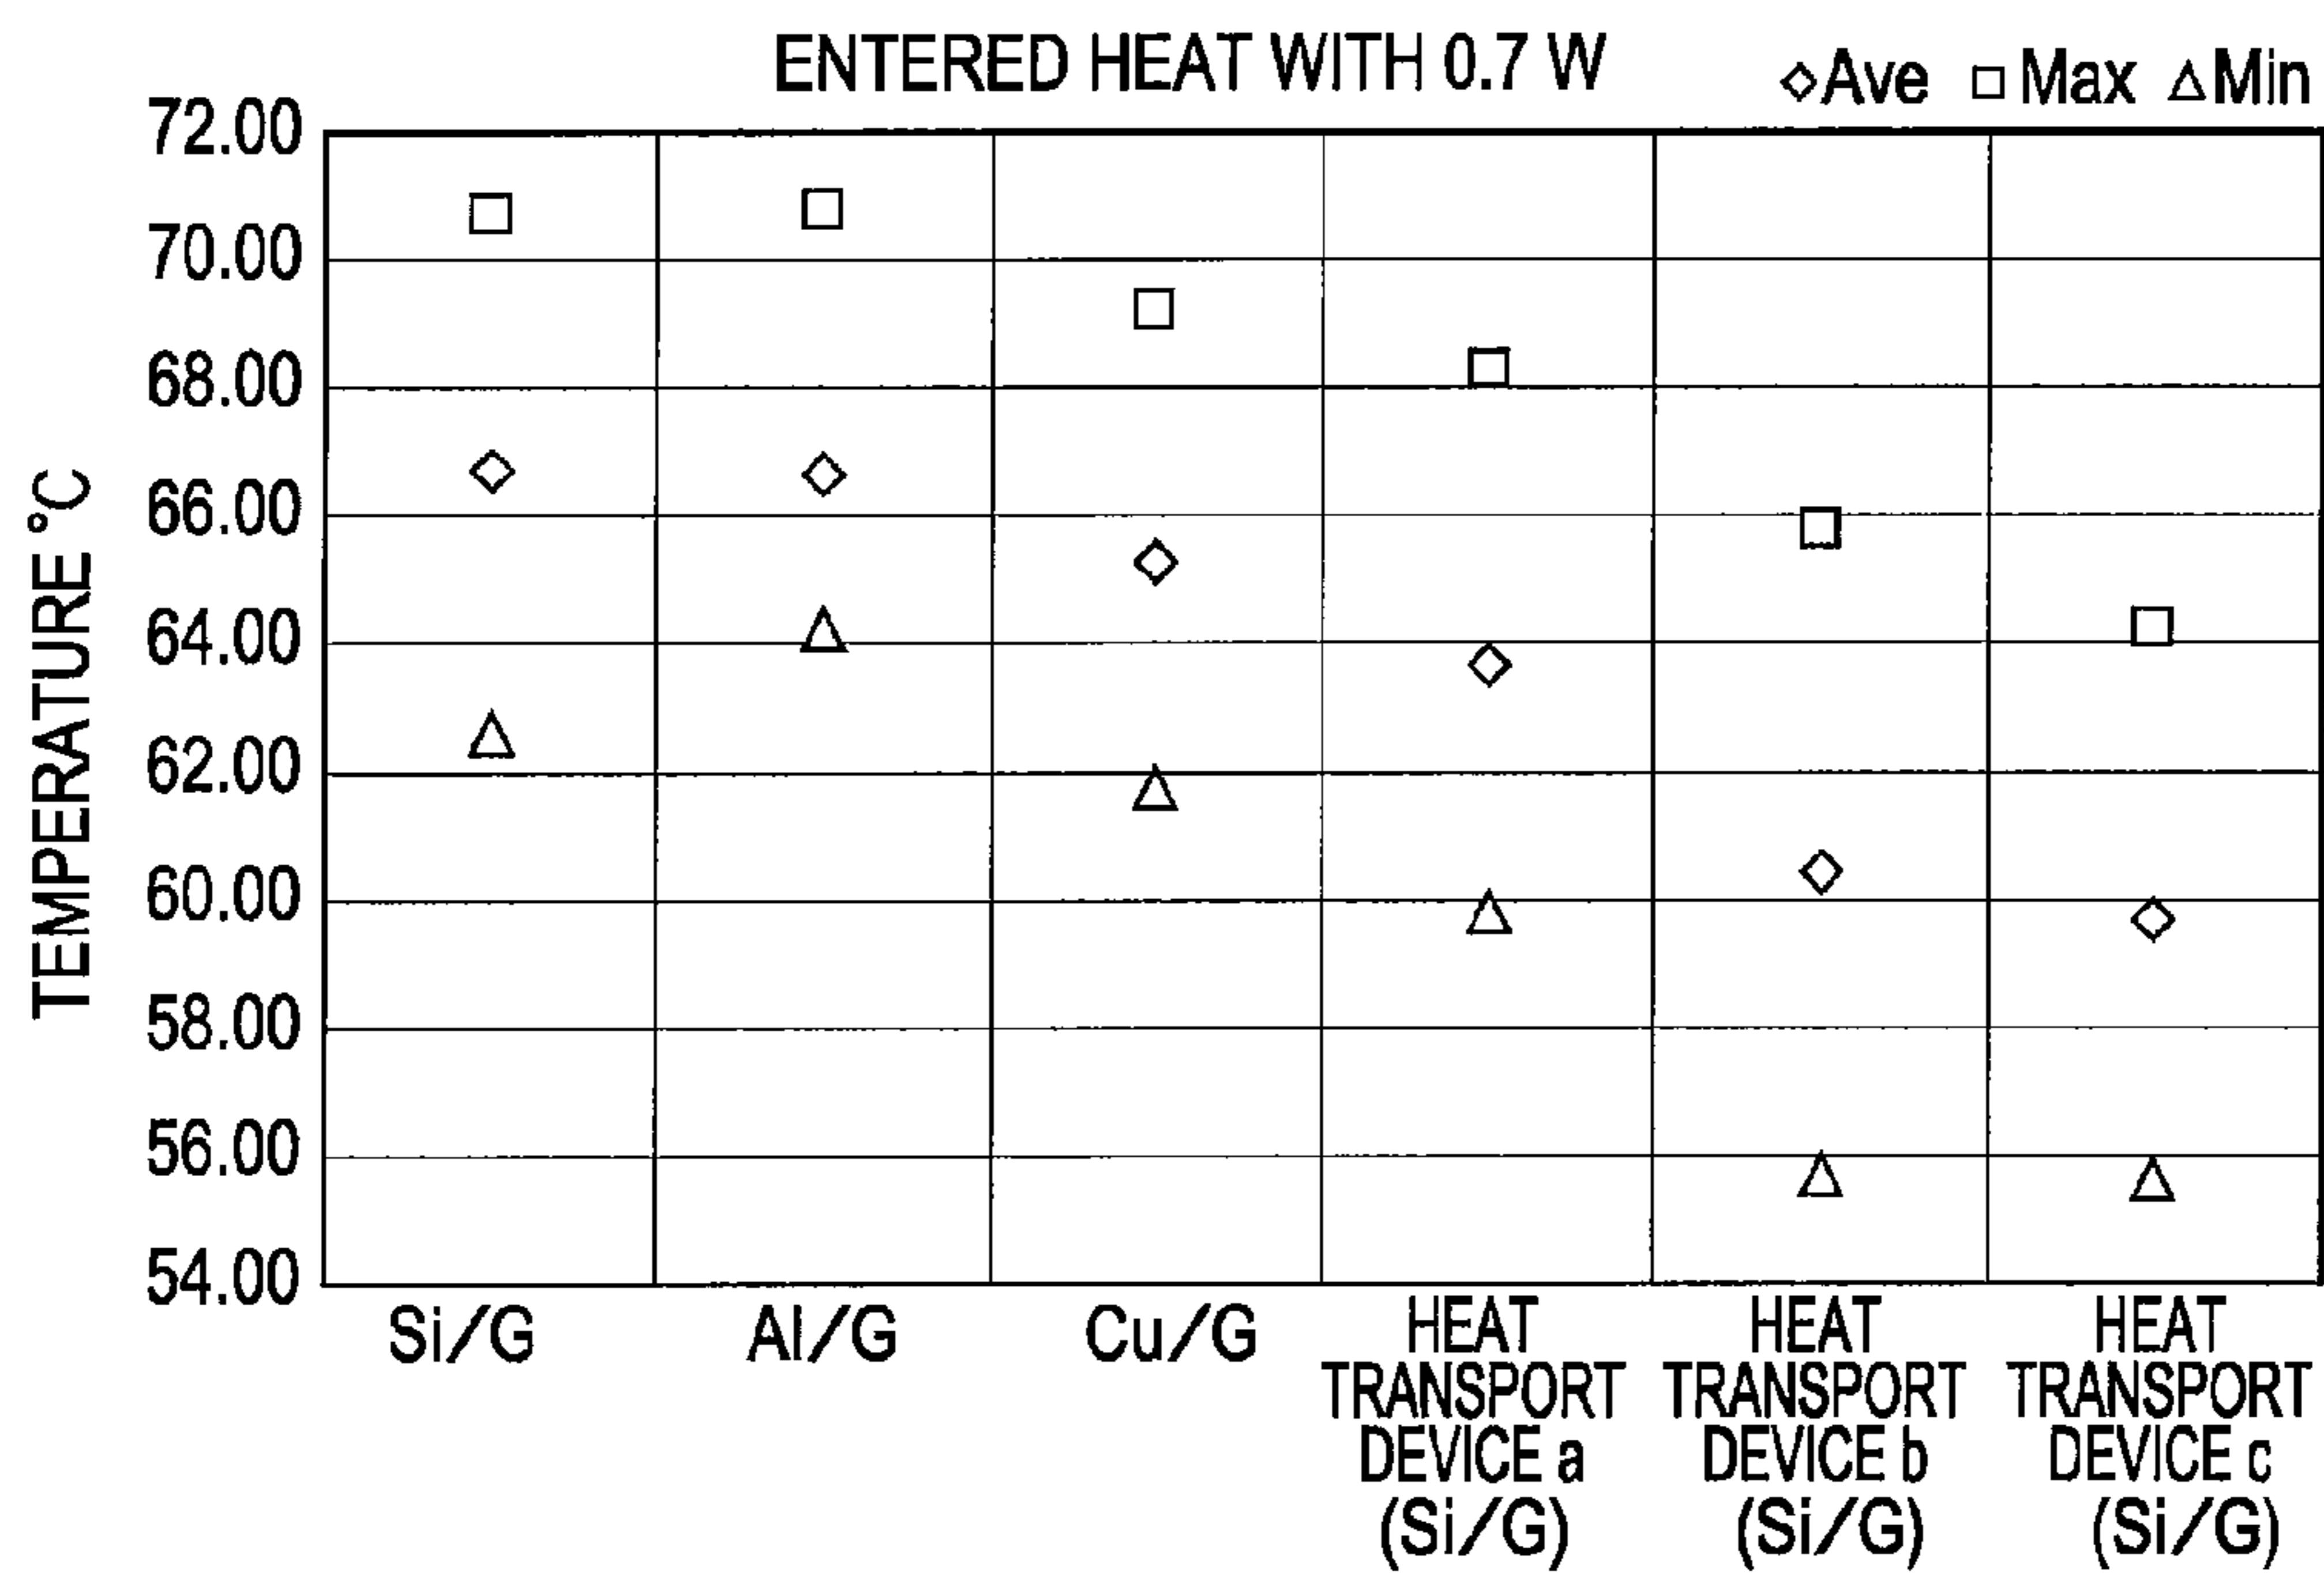 ENTERED HEAT WITH 0.7 W
◇Ave □Max △Min
TEMPERATURE °C
72.00
70.00
68.00
66.00
64.00
62.00
60.00
58.00
56.00
54.00
Si/G
Al/G
Cu/G
HEAT
TRANSPORT
DEVICE a
(Si/G)
HEAT
TRANSPORT
DEVICE b
(Si/G)
HEAT
TRANSPORT
DEVICE c
(Si/G)